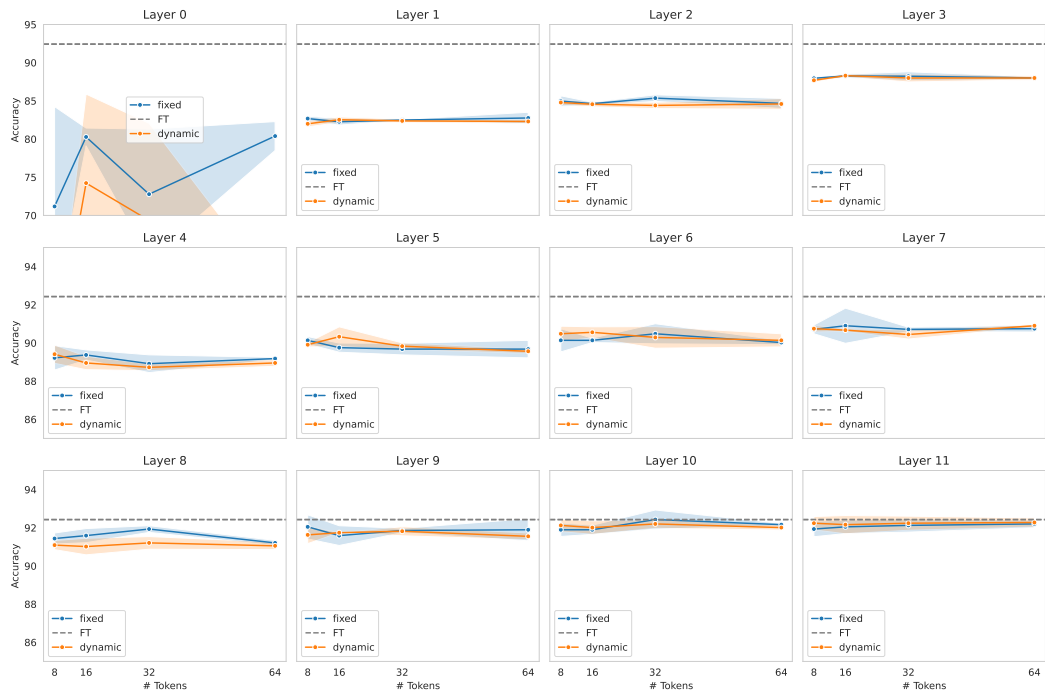 Layer 0
Layer 1
Layer 2
Layer 3
Accuracy
95
90
85
80
75
70
fixed
FT
dynamic
fixed
FT
dynamic
fixed
FT
dynamic
fixed
FT
dynamic
Layer 4
Layer 5
Layer 6
Layer 7
Accuracy
94
92
90
88
86
fixed
FT
dynamic
fixed
FT
dynamic
fixed
FT
dynamic
fixed
FT
dynamic
Layer 8
Layer 9
Layer 10
Layer 11
Accuracy
94
92
90
88
86
fixed
FT
dynamic
fixed
FT
dynamic
fixed
FT
dynamic
fixed
FT
dynamic
8 16 32 64
# Tokens
8 16 32 64
# Tokens
8 16 32 64
# Tokens
8 16 32 64
# Tokens